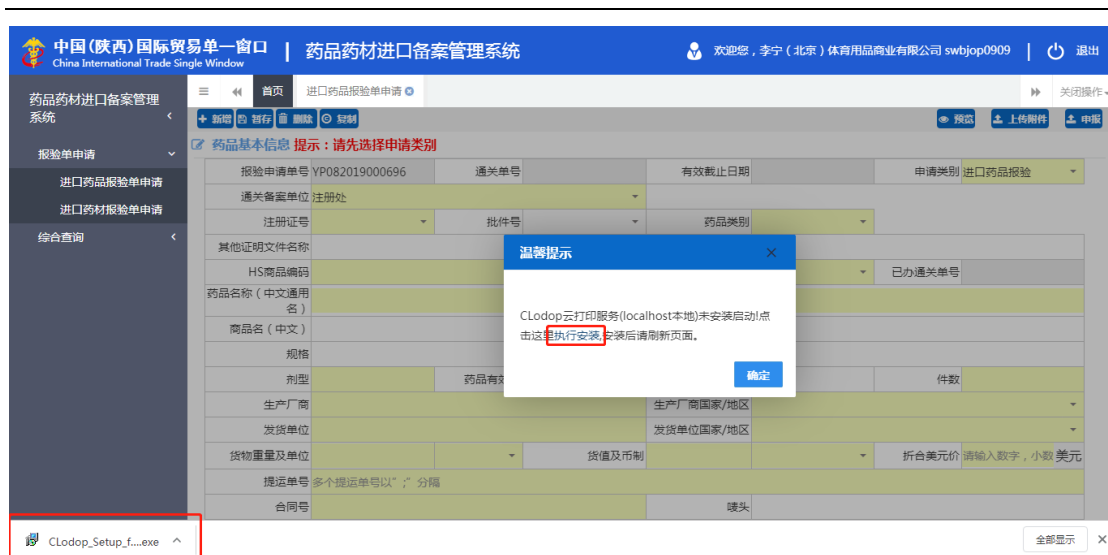 中国(陕西)国际贸易单一窗口 | 药品药材进口备案管理系统
China International Trade Single Window
欢迎您，李宁（北京）体育用品商业有限公司 swbjop0909 | 退出
药品药材进口备案管理系统
报验单申请
进口药品报验单申请
进口药材报验单申请
综合查询
首页 进口药品报验单申请 关闭操作
新增 暂存 删除 复制 预览 上传附件 申报
药品基本信息 提示：请先选择申请类别
报验申请单号 YP082019000696 通关单号 有效截止日期 申请类别 进口药品报验
通关备案单位 注册处
注册证号 批件号 药品类别
其他证明文件名称
HS商品编码 已办通关单号
药品名称（中文通用名）
商品名（中文）
规格
剂型 药品有效 件数
生产厂商 生产厂商国家/地区
发货单位 发货单位国家/地区
货物重量及单位 货值及币制 折合美元价 请输入数字，小数 美元
提运单号 多个提运单号以"；"分隔
合同号 唛头
温馨提示
CLodop云打印服务(localhost本地)未安装启动!点
击这里执行安装,安装后请刷新页面。
确定
CLodop_Setup_f....exe
全部显示